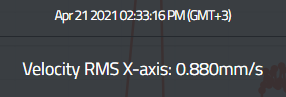 Apr 21 2021 02:33:16 PM (GMT+3)
Velocity RMS X-axis: 0.880mm/s